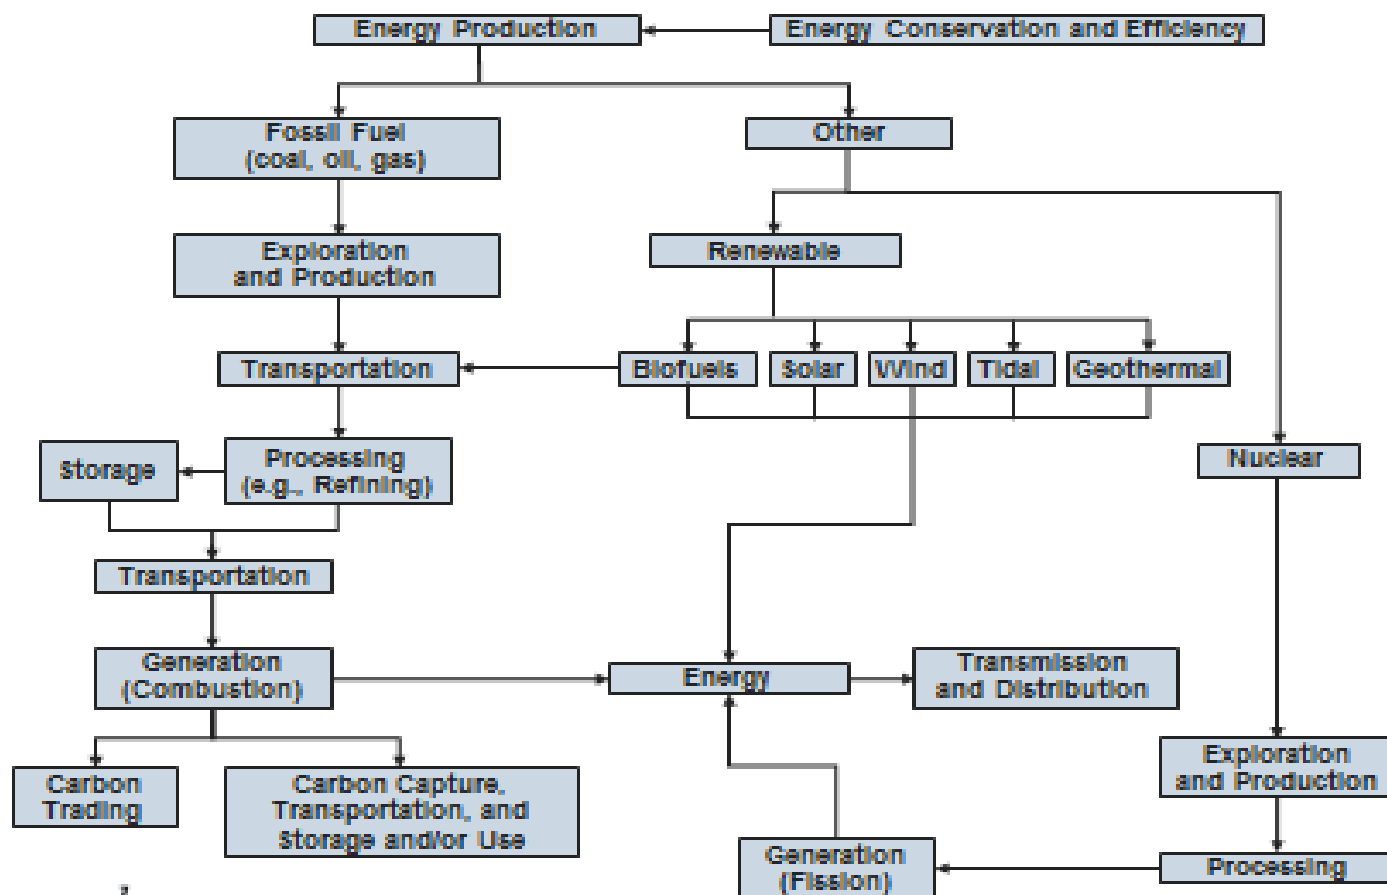 Energy Production
Energy Conservation and Efficiency
Fossil Fuel
(coal, oil, gas)
Other
Exploration
and Production
Renewable
Transportation
Biofuels
Solar
Wind
Tidal
Geothermal
Storage
Processing
(e.g., Refining)
Nuclear
Transportation
Generation
(Combustion)
Energy
Transmission
and Distribution
Carbon
Trading
Carbon Capture,
Transportation, and
Storage and/or Use
Exploration
and Production
Generation
(Fission)
Processing